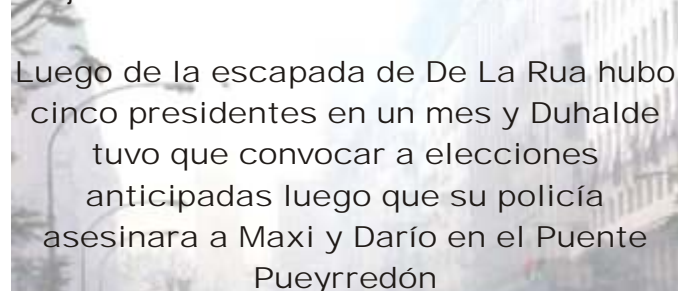 Luego de la escapada de De La Rua hubo
cinco presidentes en un mes y Duhalde
tuvo que convocar a elecciones
anticipadas luego que su policía
asesinara a Maxi y Darío en el Puente
Pueyrredón